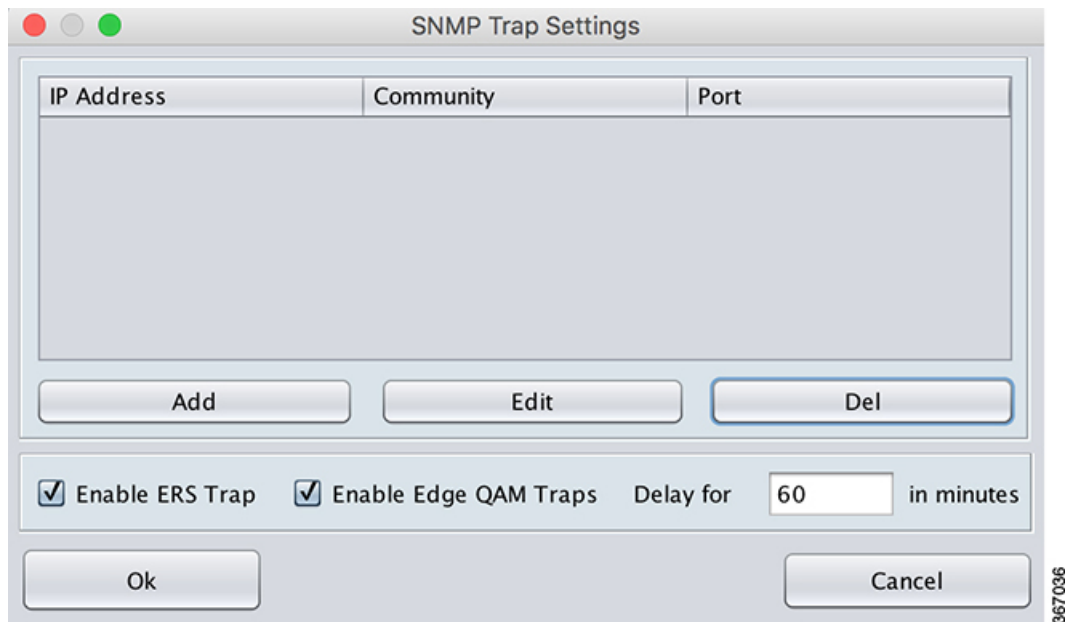 SNMP Trap Settings
IP Address Community Port
Add Edit Del
Enable ERS Trap Enable Edge QAM Traps Delay for 60 in minutes
Ok Cancel
367036